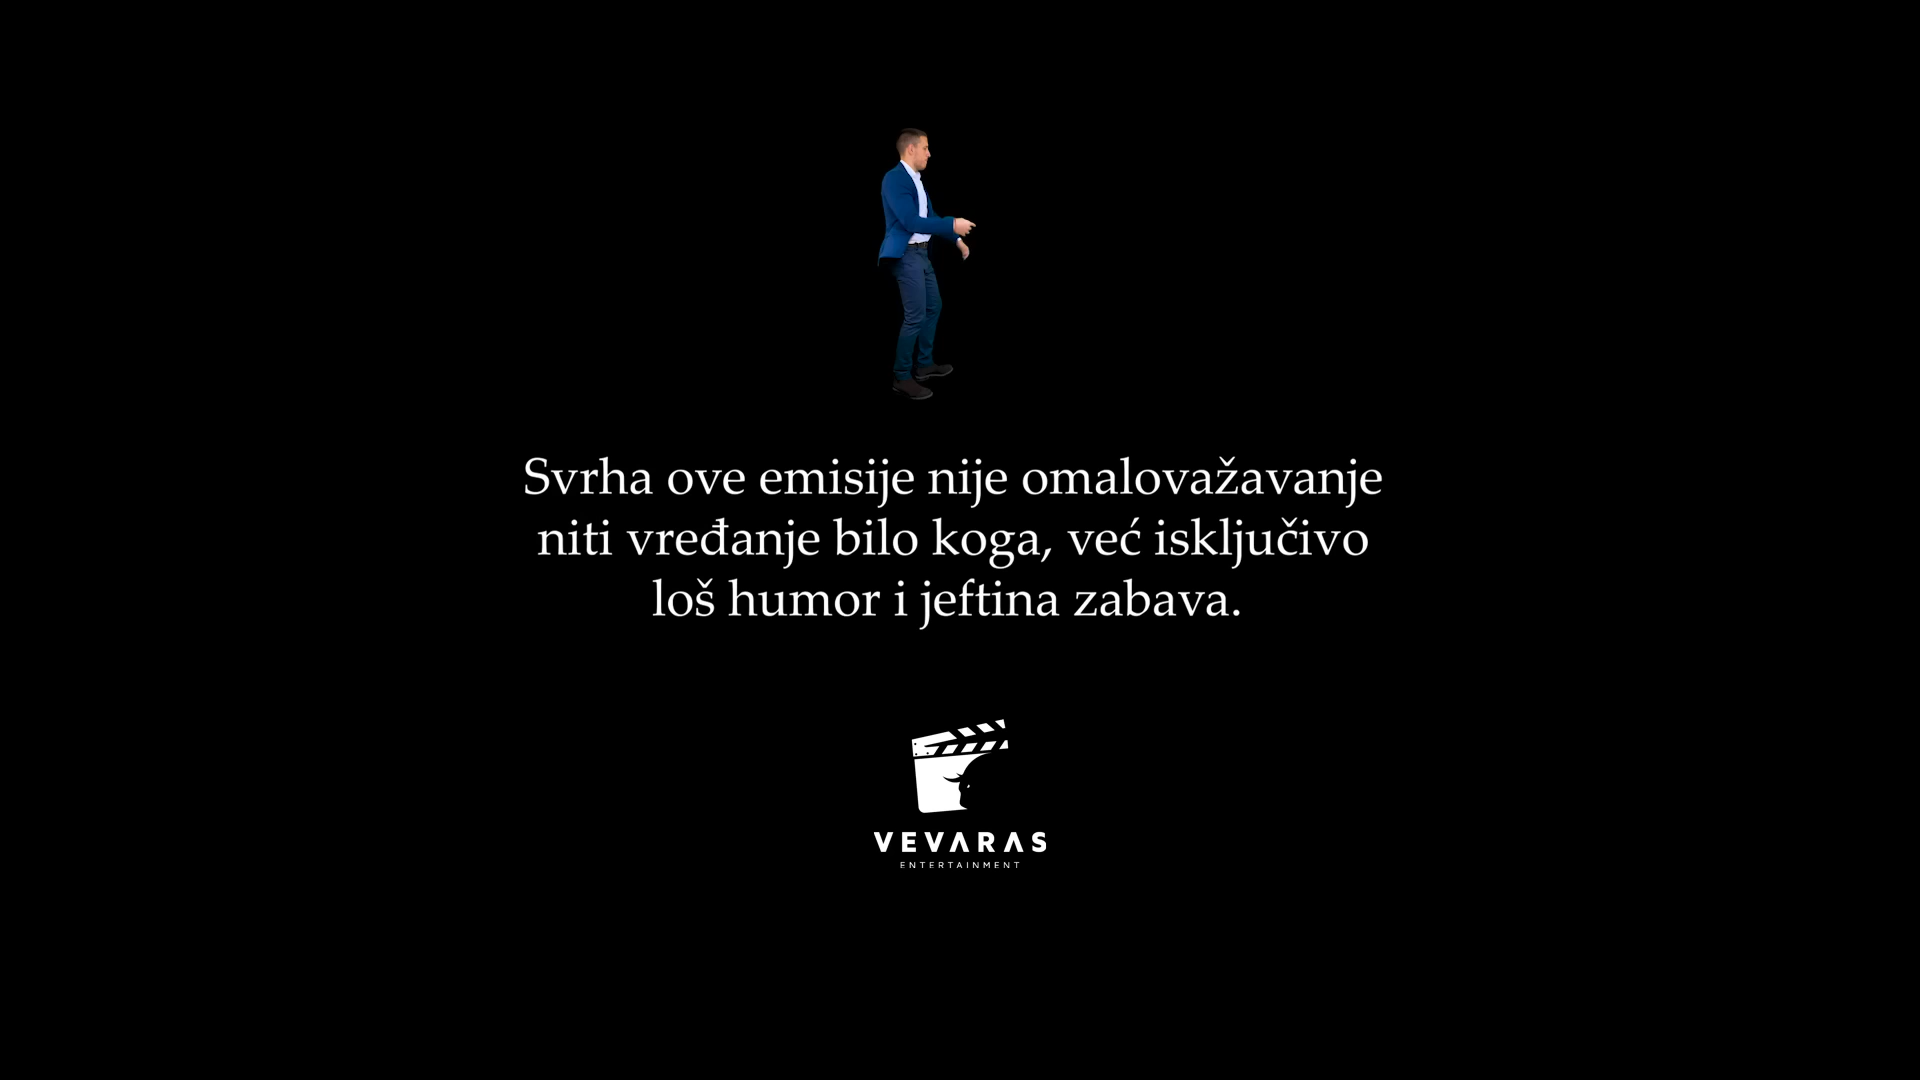 Svrha ove emisije nije omalovažavanje
niti vređanje bilo koga, već isključivo
loš humor i jeftina zabava.
VEVARAS
ENTERTAINMENT